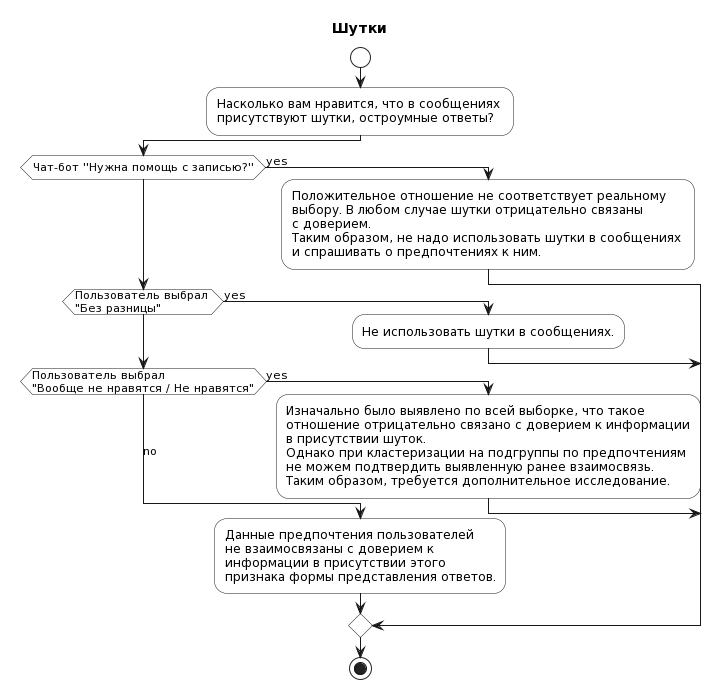 Шутки
Насколько вам нравится, что в сообщениях
присутствуют шутки, остроумные ответы?
Чат-бот "Нужна помощь с записью?"
yes
Положительное отношение не соответствует реальному
выбору. В любом случае шутки отрицательно связаны
с доверием.
Таким образом, не надо использовать шутки в сообщениях
и спрашивать о предпочтениях к ним.
Пользователь выбрал
"Без разницы"
yes
Не использовать шутки в сообщениях.
Пользователь выбрал
"Вообще не нравятся / Не нравятся"
yes
Изначально было выявлено по всей выборке, что такое
отношение отрицательно связано с доверием к информации
в присутствии шуток.
Однако при кластеризации на подгруппы по предпочтениям
не можем подтвердить выявленную ранее взаимосвязь.
Таким образом, требуется дополнительное исследование.
no
Данные предпочтения пользователей
не взаимосвязаны с доверием к
информации в присутствии этого
признака формы представления ответов.